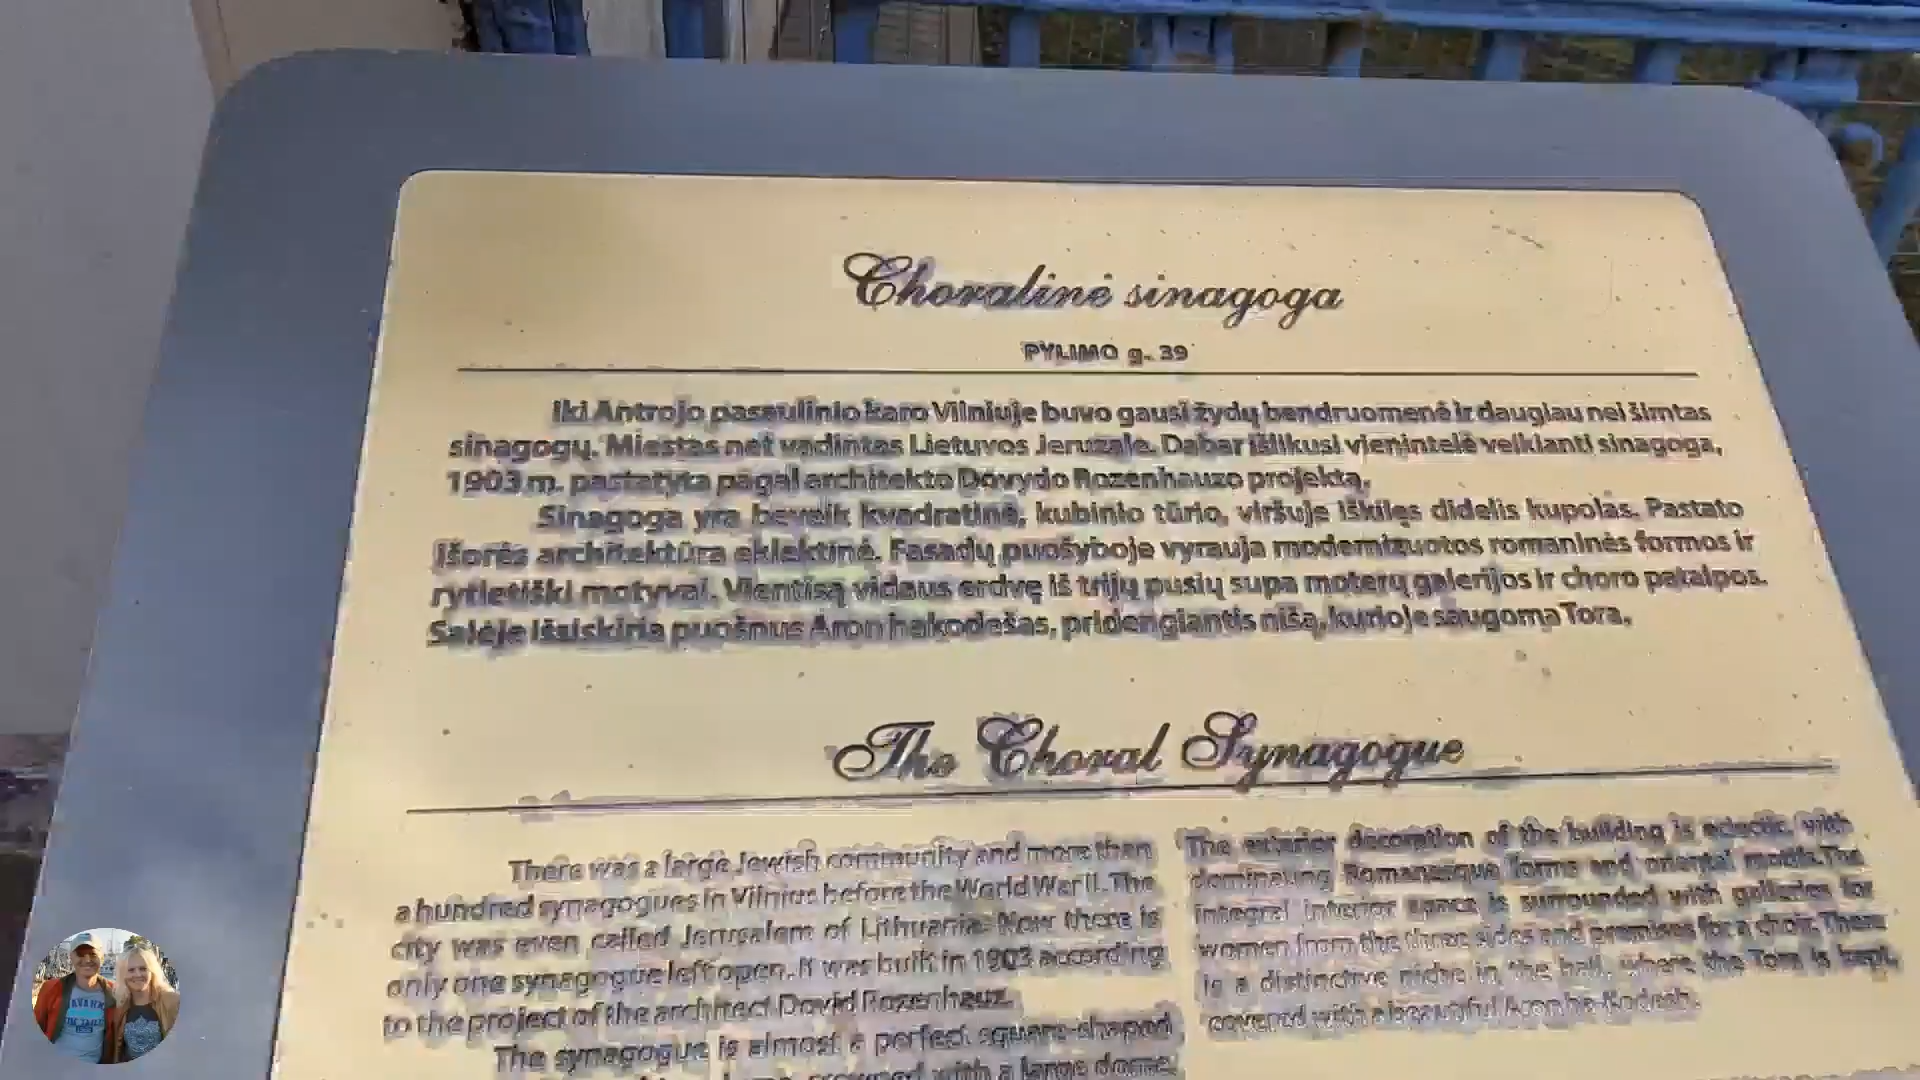 Choralinė sinagoga
PYLIMO g. 39
Iki Antrojo pasaulinio karo Vilniuje buvo gausi žydų bendruomenė ir daugiau nei šimtas
sinagogų. Miestas net vadintas Lietuvos Jeruzale. Dabar išlikusi vienintelė veikianti sinagoga,
1903 m. pastatyta pagal architekto Dovydo Rozenhauzo projektą.
Sinagoga yra beveik kvadratinė, kubinio tūrio, viršuje iškilęs didelis kupolas. Pastato
išorės architektūra eklektinė. Fasadų puošyboje vyrauja modernizuotos romaninės formos ir
rytietiški motyvai. Vientisą vidaus erdvę iš trijų pusių supa moterų galerijos ir choro patalpos.
Salėje išsiskiria puošnus Aron hakodešas, pridengiantis nišą, kurioje saugoma Tora.
The Choral Synagogue
There was a large Jewish community and more than
a hundred synagogues in Vilnius before the World War II. The
city was even called Jerusalem of Lithuania. Now there is
only one synagogue left open. It was built in 1903 according
to the project of the architect David Rozenhauz.
The synagogue is almost a perfect square-shaped
crowned with a large dome.
The exterior decoration of the building is eclectic, with
dominating Romanesque forms and oriental motifs. The
integral interior space is surrounded with galleries for
women from the three sides and premises for a choir. There
is a distinctive niche in the hall, where the Tora is kept,
covered with a beautiful Aron ha-Kodesh.